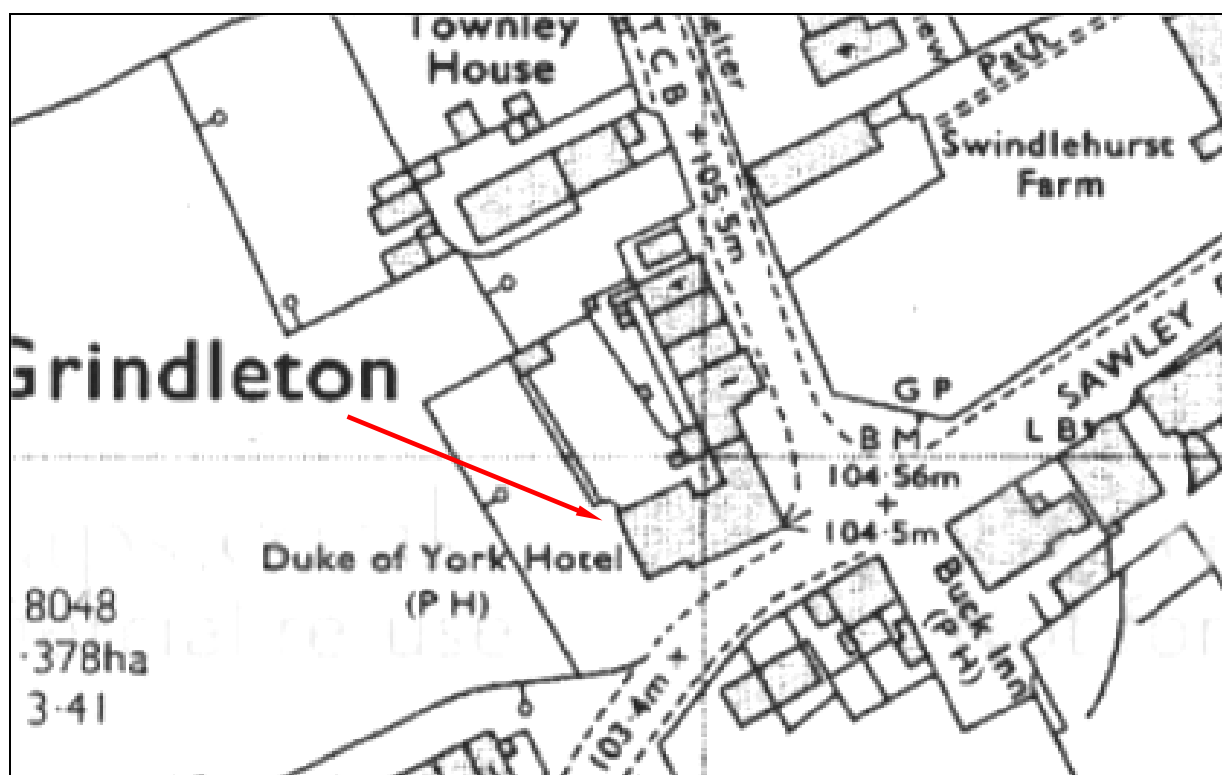 Townley
House
T C B
elter
Path
Swindlehurst
Farm
105·5m
Grindleton
G P
SAWLEY
B M
L B
104·56m
104·5m
Duke of York Hotel
(P H)
Buck Inn
(P H)
8048
·378ha
3·41
103·4m